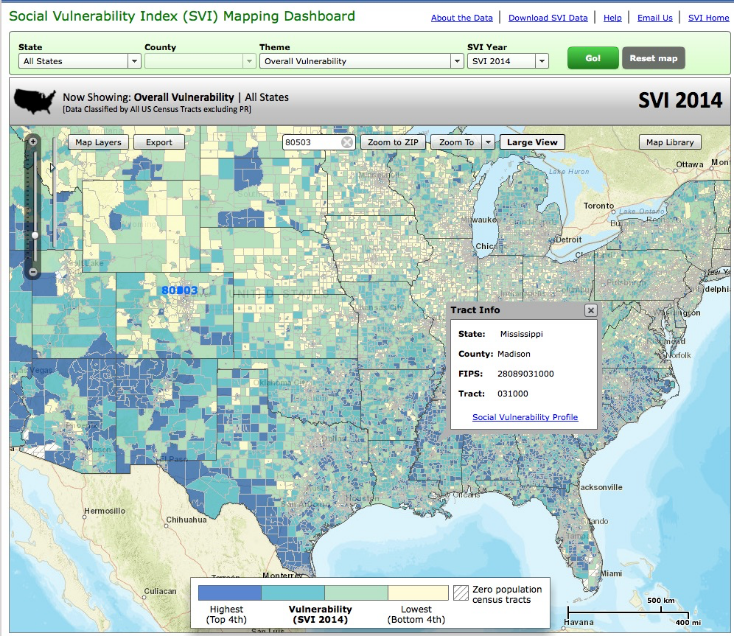 Social Vulnerability Index (SVI) Mapping Dashboard
About the Data | Download SVI Data | Help | Email Us | SVI Home
State County Theme SVI Year
All States Overall Vulnerability SVI 2014 Go! Reset map
Now Showing: Overall Vulnerability | All States
[Data Classified by All US Census Tracts excluding PR]
SVI 2014
Map Layers Export 80503 Zoom to ZIP Zoom To Large View Map Library
Ottawa
Lake Huron
Toronto
Detroit
80503
Tract Info
State: Mississippi
County: Madison
FIPS: 28089031000
Tract: 031000
Social Vulnerability Profile
Norfolk
Hermosillo
Chihuahua
Miami
Culiacan
Monterrey
Havana
Highest
(Top 4th)
Vulnerability
(SVI 2014)
Lowest
(Bottom 4th)
Zero population
census tracts
500 km
400 mi